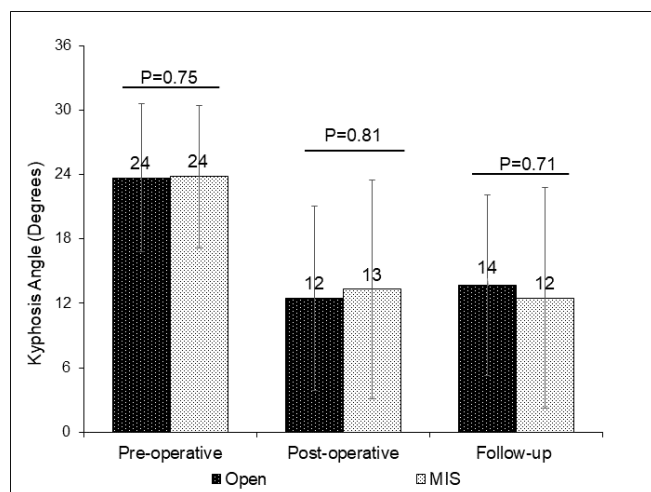 Kyphosis Angle (Degrees)
36
30
24
18
12
6
0
P=0.75
P=0.81
P=0.71
24 24
12 13
14 12
Pre-operative Post-operative Follow-up
Open MIS